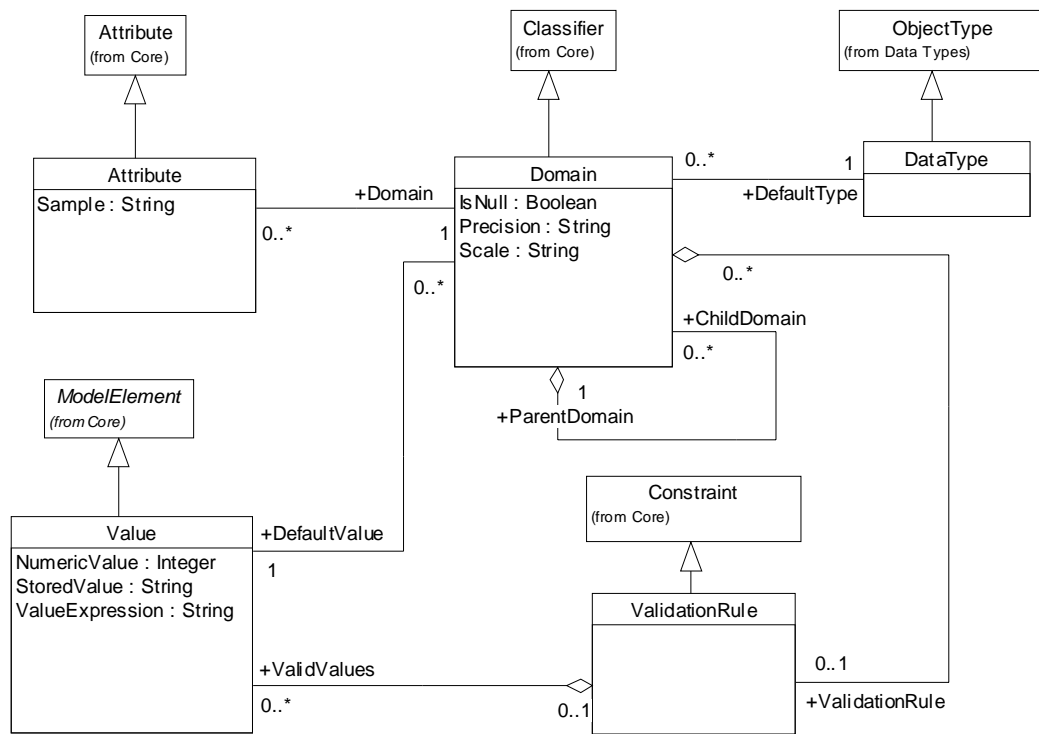 Attribute
(from Core)
Classifier
(from Core)
ObjectType
(from Data Types)
Attribute
Sample : String
+Domain
0..*
1
Domain
IsNull : Boolean
Precision : String
Scale : String
0..*
1
+DefaultType
DataType
0..*
0..*
+ChildDomain
0..*
1
+ParentDomain
ModelElement
(from Core)
Constraint
(from Core)
Value
NumericValue : Integer
StoredValue : String
ValueExpression : String
+DefaultValue
1
ValidationRule
+ValidValues
0..*
0..1
0..1
+ValidationRule